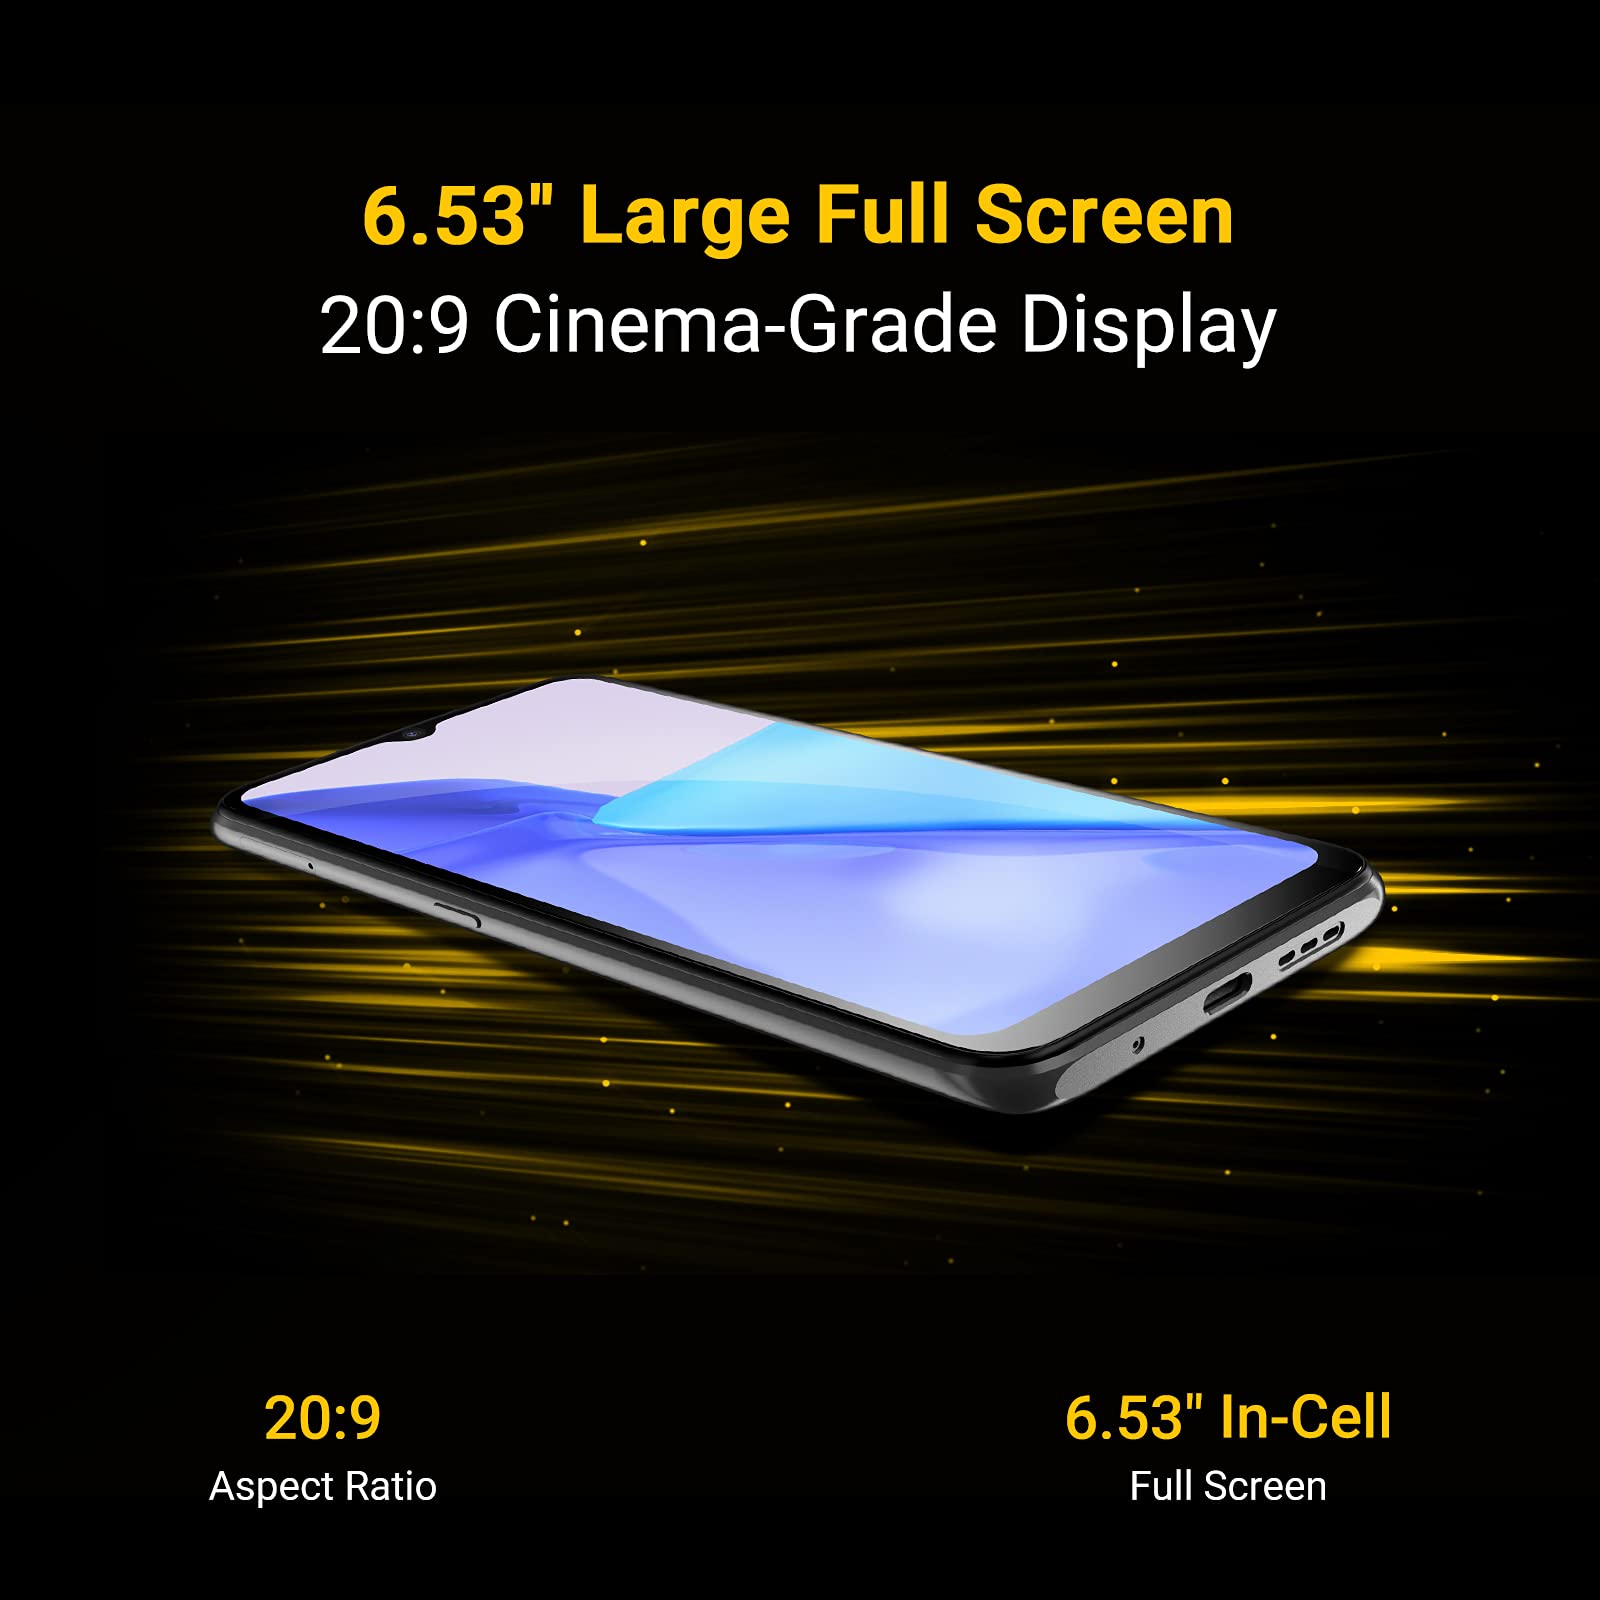 6.53" Large Full Screen
20:9 Cinema-Grade Display
20:9
Aspect Ratio
6.53" In-Cell
Full Screen